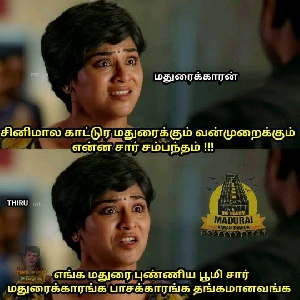 மதுரைக்காரன்
சினிமால காட்டுர மதுரைக்கும் வன்முறைக்கும்
என்ன சார் சம்பந்தம் !!!
THIRU
MADURAI
எங்க மதுரை புண்ணிய பூமி சார்
மதுரைக்காரங்க பாசக்காரங்க தங்கமானவங்க